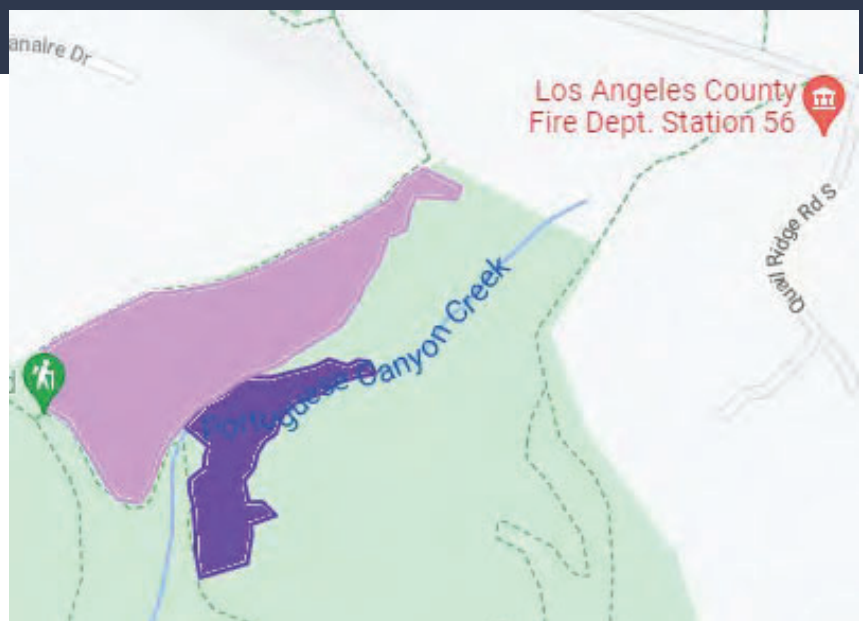 anaire Dr
Los Angeles County
Fire Dept. Station 56
Quail Ridge Rd S
Portuguese Canyon Creek
d